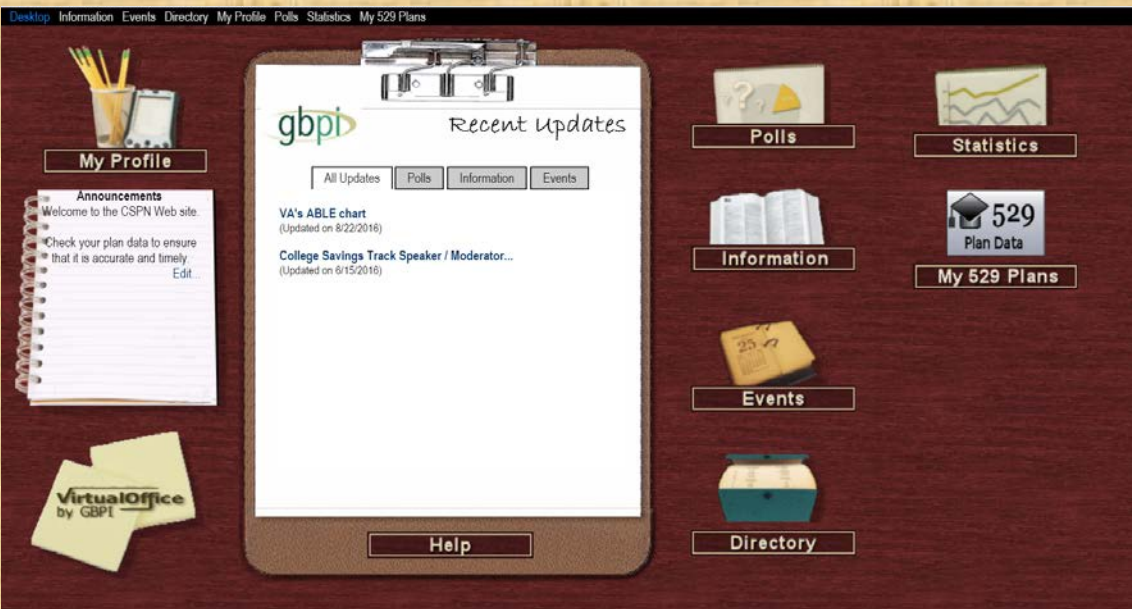 Desktop Information Events Directory My Profile Polls Statistics My 529 Plans
My Profile
Announcements
Welcome to the CSPN Web site.
Check your plan data to ensure
that it is accurate and timely.
Edit...
VirtualOffice
by GBPI
gbpi
Recent Updates
All Updates Polls Information Events
VA's ABLE chart
(Updated on 8/22/2016)
College Savings Track Speaker / Moderator...
(Updated on 6/15/2016)
Help
Polls
Information
25
Events
Directory
Statistics
529
Plan Data
My 529 Plans